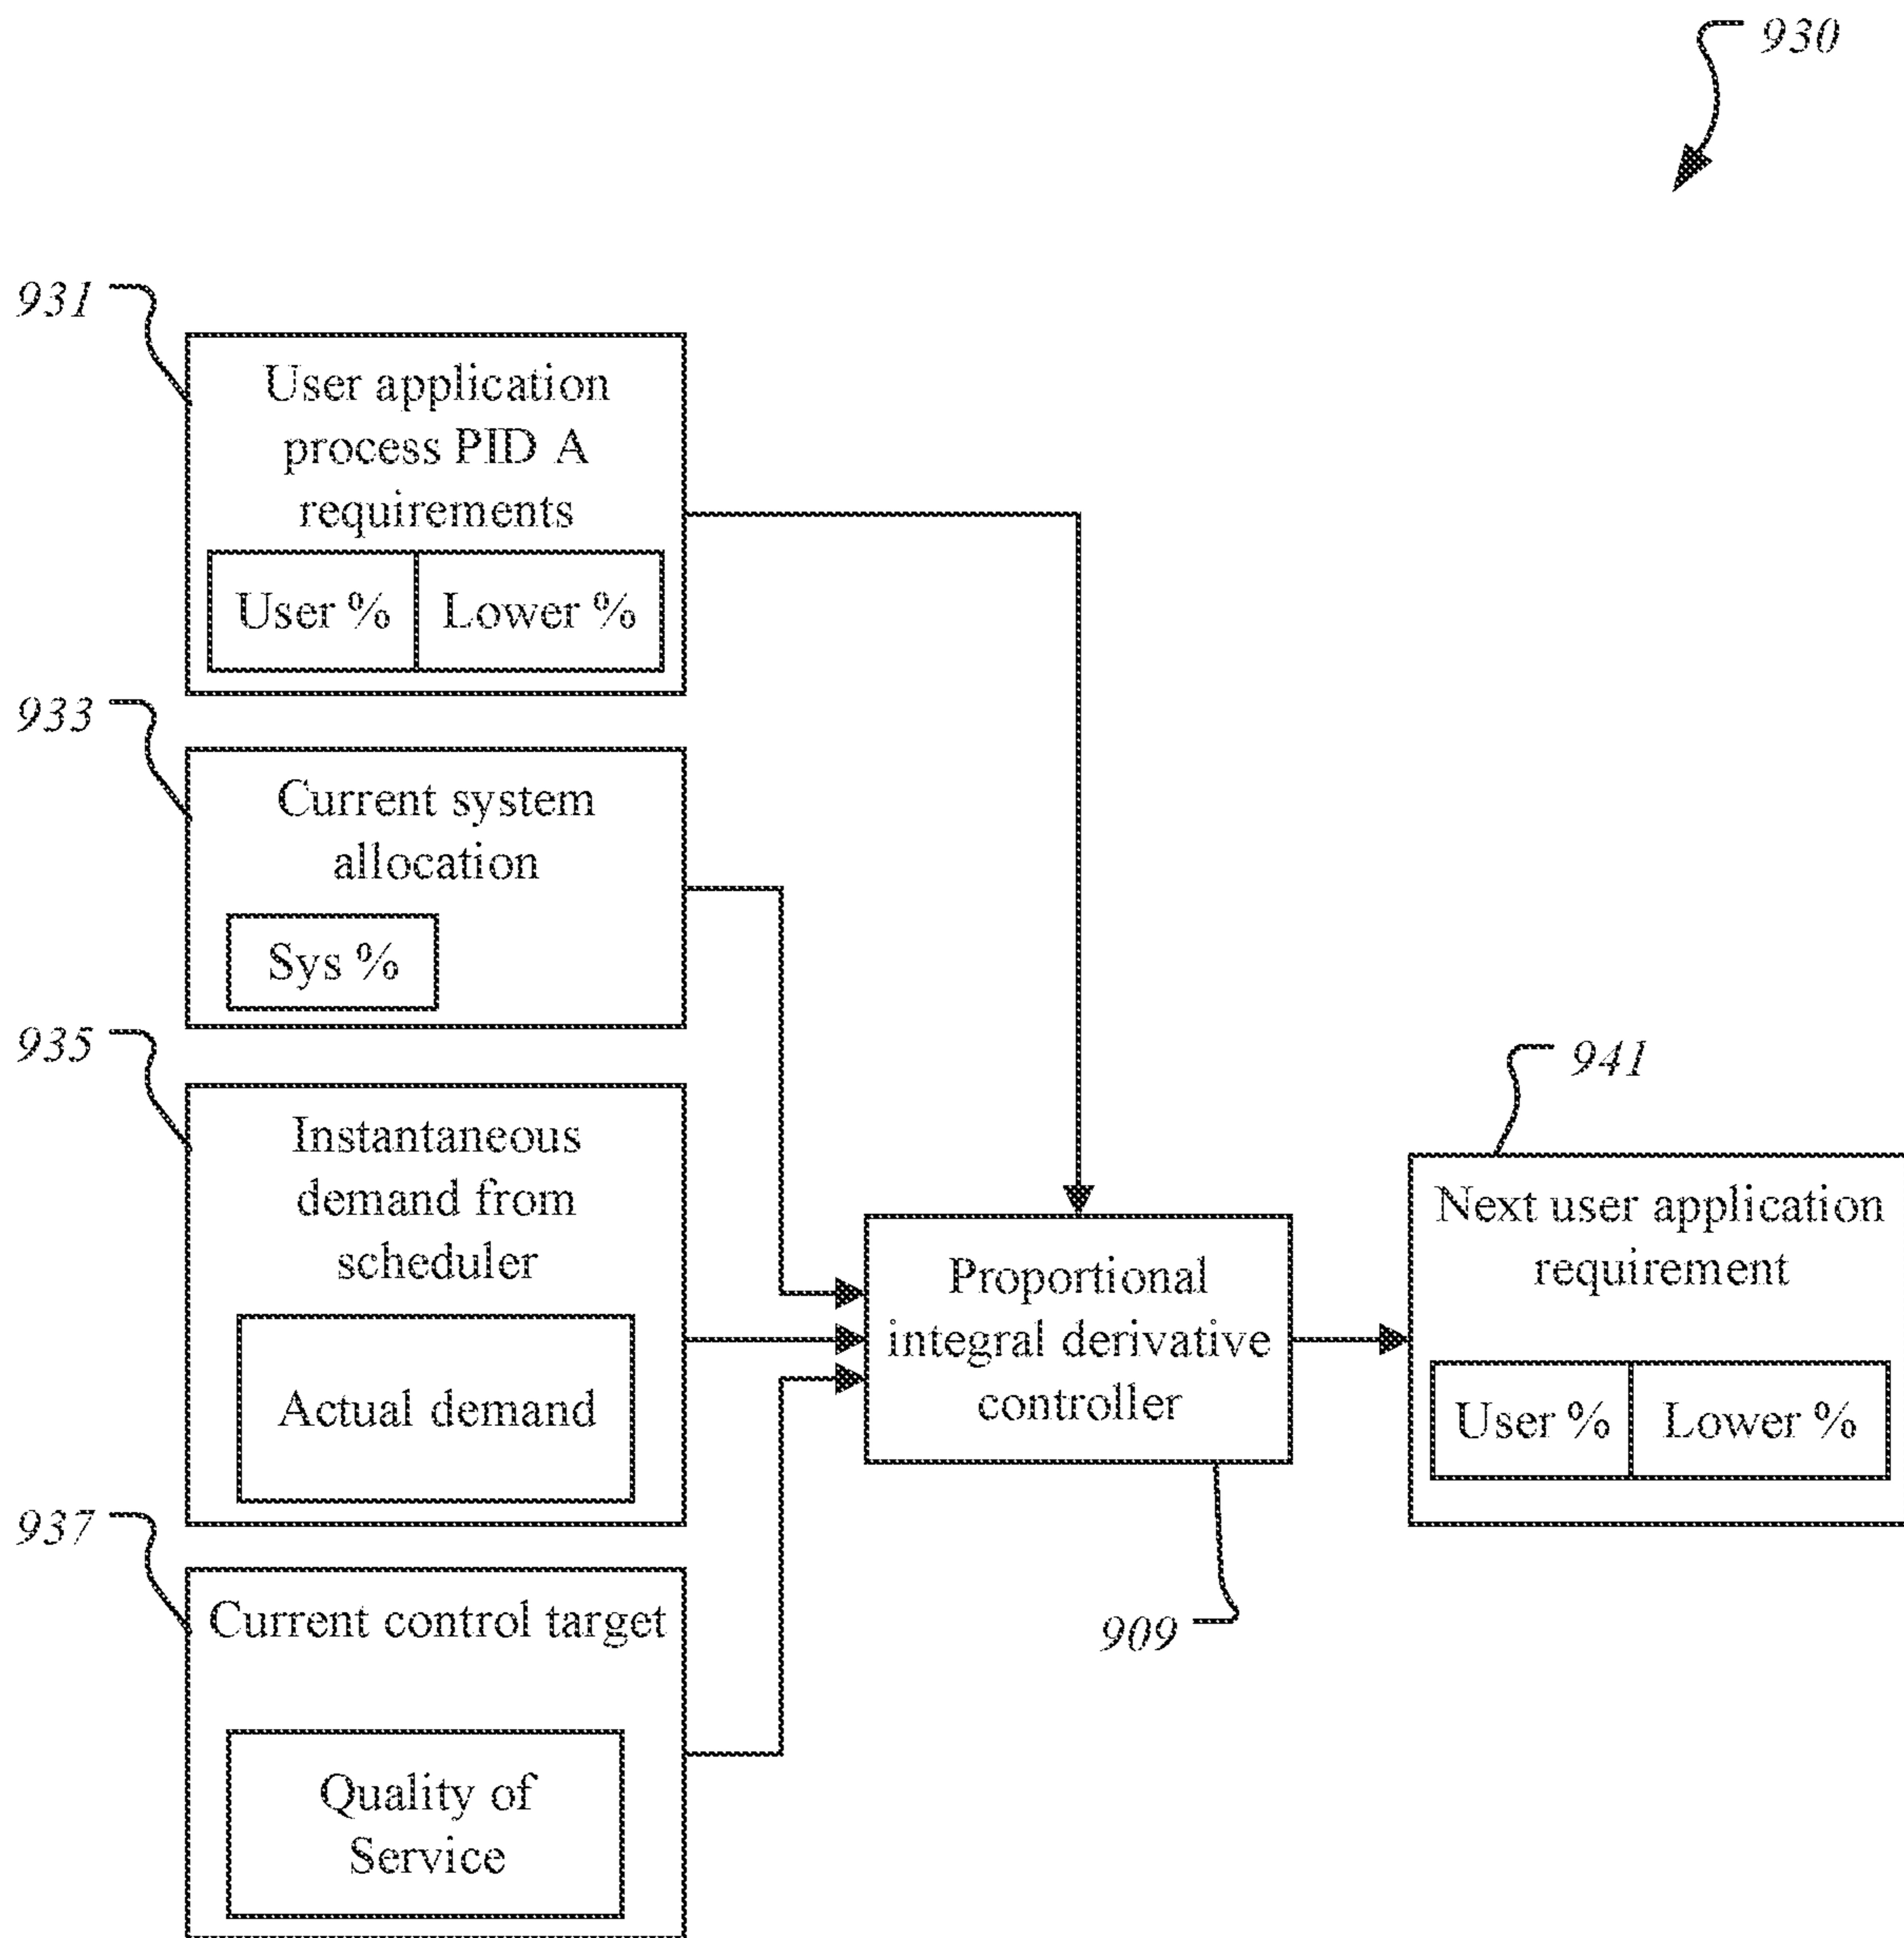 930
931
User application
process PID A
requirements
User % Lower %
933
Current system
allocation
Sys %
935
Instantaneous
demand from
scheduler
Actual demand
937
Current control target
Quality of
Service
Proportional
integral derivative
controller
909
941
Next user application
requirement
User % Lower %